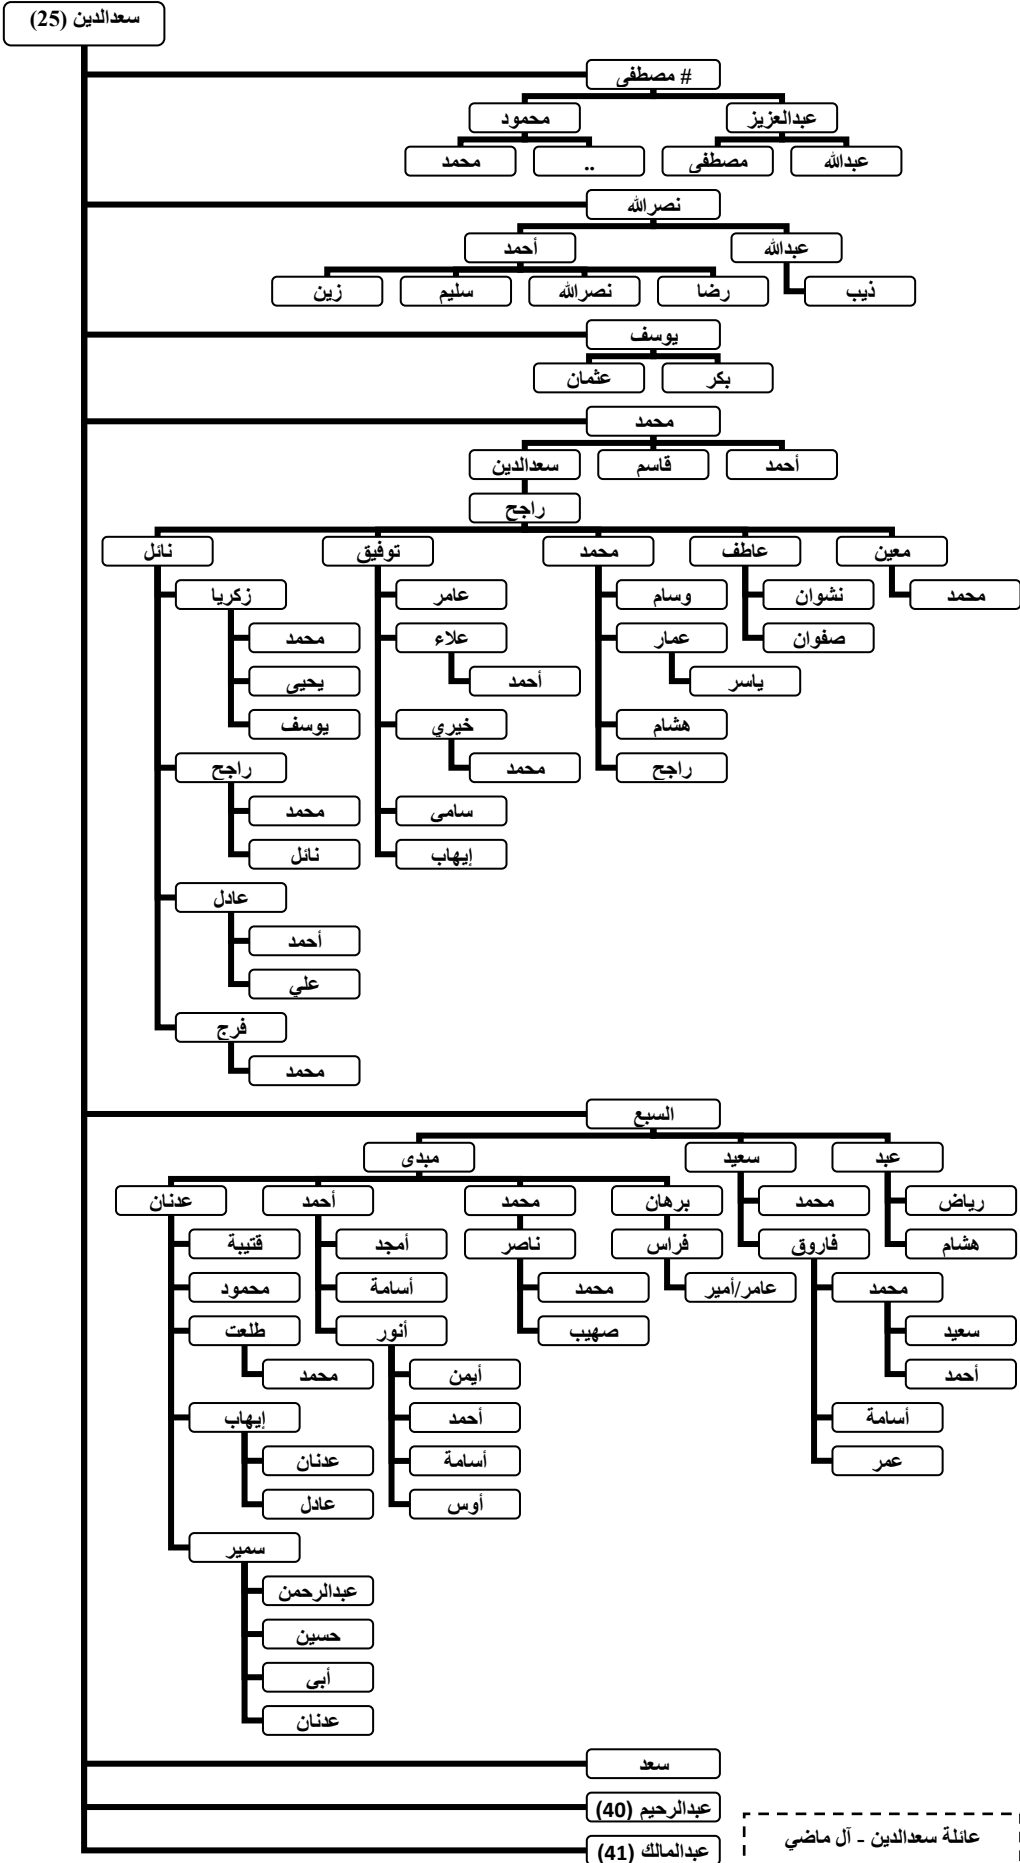 سعدالدين (25)
# مصطفى
عبدالعزيز
محمود
عبدالله
مصطفى
..
محمد
نصرالله
عبدالله
أحمد
ذيب
رضا
نصرالله
سليم
زين
يوسف
بكر
عثمان
محمد
أحمد
قاسم
سعدالدين
راجح
معين
عاطف
محمد
توفيق
نائل
محمد
نشوان
وسام
عامر
زكريا
صفوان
عمار
علاء
محمد
ياسر
أحمد
يحيى
هشام
خيري
يوسف
راجح
محمد
راجح
سامي
محمد
إيهاب
نائل
عادل
أحمد
علي
فرج
محمد
السبع
عبد
سعيد
مبدى
رياض
محمد
برهان
محمد
أحمد
عدنان
هشام
فاروق
فراس
ناصر
أمجد
قتيبة
محمد
عامر/أمير
محمد
أسامة
محمود
سعيد
صهيب
أنور
طلعت
أحمد
أيمن
محمد
أسامة
أحمد
إيهاب
عمر
أسامة
عدنان
أوس
عادل
سمير
عبدالرحمن
حسين
أبي
عدنان
سعد
عبدالرحيم (40)
عبدالمالك (41)
عائلة سعدالدين - آل ماضي